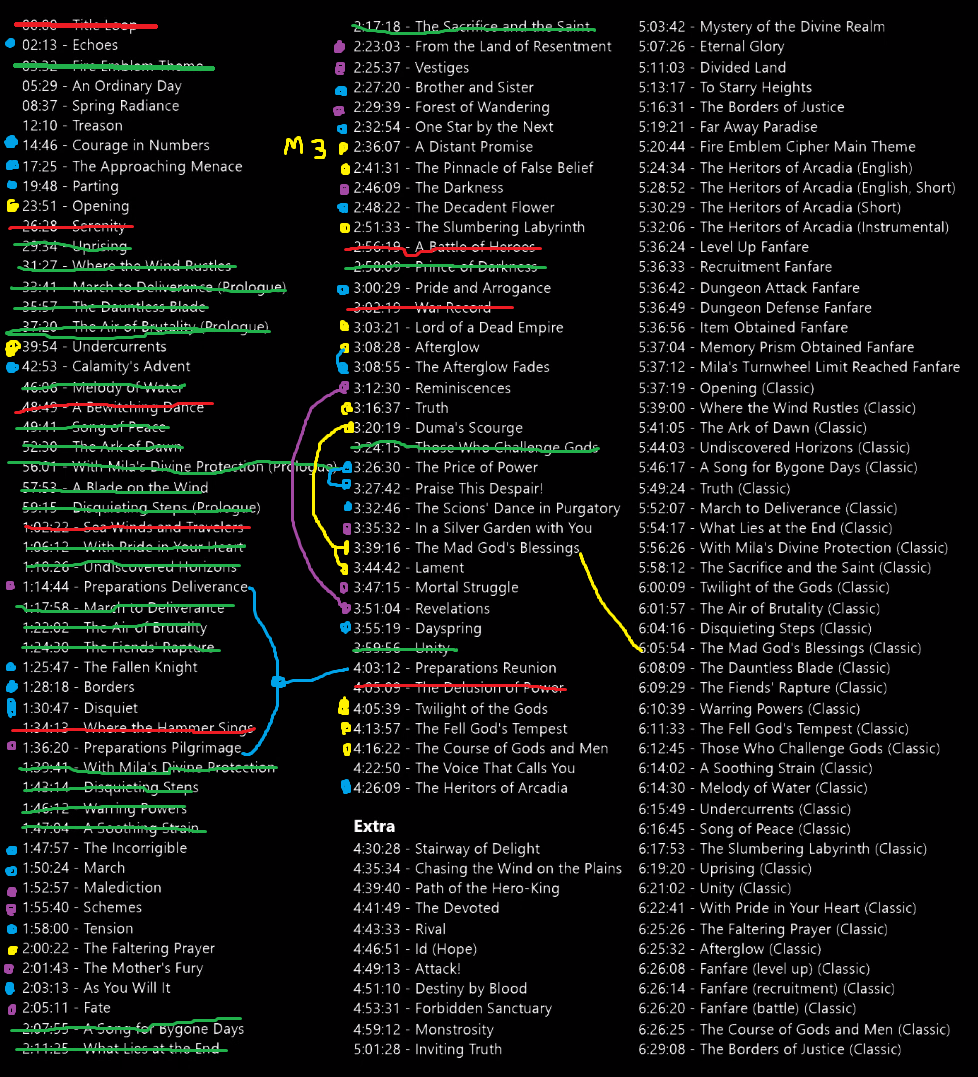 00:00 - Title Loop
02:13 - Echoes
03:32 - Fire Emblem Theme
05:29 - An Ordinary Day
08:37 - Spring Radiance
12:10 - Treason
14:46 - Courage in Numbers
17:25 - The Approaching Menace
19:48 - Parting
23:51 - Opening
26:28 - Serenity
29:34 - Uprising
31:27 - Where the Wind Rustles
33:41 - March to Deliverance (Prologue)
35:57 - The Dauntless Blade
37:20 - The Air of Brutality (Prologue)
39:54 - Undercurrents
42:53 - Calamity's Advent
46:06 - Melody of Water
48:49 - A Bewitching Dance
49:41 - Song of Peace
52:30 - The Ark of Dawn
56:01 - With Mila's Divine Protection (Prologue)
57:53 - A Blade on the Wind
59:15 - Disquieting Steps (Prologue)
1:02:22 - Sea Winds and Travelers
1:06:12 - With Pride in Your Heart
1:10:26 - Undiscovered Horizons
1:14:44 - Preparations Deliverance
1:17:58 - March to Deliverance
1:22:02 - The Air of Brutality
1:24:30 - The Fiends' Rapture
1:25:47 - The Fallen Knight
1:28:18 - Borders
1:30:47 - Disquiet
1:34:13 - Where the Hammer Sings
1:36:20 - Preparations Pilgrimage
1:39:41 - With Mila's Divine Protection
1:43:14 - Disquieting Steps
1:46:12 - Warring Powers
1:47:04 - A Soothing Strain
1:47:57 - The Incorrigible
1:50:24 - March
1:52:57 - Malediction
1:55:40 - Schemes
1:58:00 - Tension
2:00:22 - The Faltering Prayer
2:01:43 - The Mother's Fury
2:03:13 - As You Will It
2:05:11 - Fate
2:07:55 - A Song for Bygone Days
2:11:25 - What Lies at the End
2:17:18 - The Sacrifice and the Saint
2:23:03 - From the Land of Resentment
2:25:37 - Vestiges
2:27:20 - Brother and Sister
2:29:39 - Forest of Wandering
2:32:54 - One Star by the Next
M3
2:36:07 - A Distant Promise
2:41:31 - The Pinnacle of False Belief
2:46:09 - The Darkness
2:48:22 - The Decadent Flower
2:51:33 - The Slumbering Labyrinth
2:56:19 - A Battle of Heroes
2:58:09 - Prince of Darkness
3:00:29 - Pride and Arrogance
3:02:19 - War Record
3:03:21 - Lord of a Dead Empire
3:08:28 - Afterglow
3:08:55 - The Afterglow Fades
3:12:30 - Reminiscences
3:16:37 - Truth
3:20:19 - Duma's Scourge
3:24:15 - Those Who Challenge Gods
3:26:30 - The Price of Power
3:27:42 - Praise This Despair!
3:32:46 - The Scions' Dance in Purgatory
3:35:32 - In a Silver Garden with You
3:39:16 - The Mad God's Blessings
3:44:42 - Lament
3:47:15 - Mortal Struggle
3:51:04 - Revelations
3:55:19 - Dayspring
3:59:56 - Unity
4:03:12 - Preparations Reunion
4:05:09 - The Delusion of Power
4:05:39 - Twilight of the Gods
4:13:57 - The Fell God's Tempest
4:16:22 - The Course of Gods and Men
4:22:50 - The Voice That Calls You
4:26:09 - The Heritors of Arcadia
Extra
4:30:28 - Stairway of Delight
4:35:34 - Chasing the Wind on the Plains
4:39:40 - Path of the Hero-King
4:41:49 - The Devoted
4:43:33 - Rival
4:46:51 - Id (Hope)
4:49:13 - Attack!
4:51:10 - Destiny by Blood
4:53:31 - Forbidden Sanctuary
4:59:12 - Monstrosity
5:01:28 - Inviting Truth
5:03:42 - Mystery of the Divine Realm
5:07:26 - Eternal Glory
5:11:03 - Divided Land
5:13:17 - To Starry Heights
5:16:31 - The Borders of Justice
5:19:21 - Far Away Paradise
5:20:44 - Fire Emblem Cipher Main Theme
5:24:34 - The Heritors of Arcadia (English)
5:28:52 - The Heritors of Arcadia (English, Short)
5:30:29 - The Heritors of Arcadia (Short)
5:32:06 - The Heritors of Arcadia (Instrumental)
5:36:24 - Level Up Fanfare
5:36:33 - Recruitment Fanfare
5:36:42 - Dungeon Attack Fanfare
5:36:49 - Dungeon Defense Fanfare
5:36:56 - Item Obtained Fanfare
5:37:04 - Memory Prism Obtained Fanfare
5:37:12 - Mila's Turnwheel Limit Reached Fanfare
5:37:19 - Opening (Classic)
5:39:00 - Where the Wind Rustles (Classic)
5:41:05 - The Ark of Dawn (Classic)
5:44:03 - Undiscovered Horizons (Classic)
5:46:17 - A Song for Bygone Days (Classic)
5:49:24 - Truth (Classic)
5:52:07 - March to Deliverance (Classic)
5:54:17 - What Lies at the End (Classic)
5:56:26 - With Mila's Divine Protection (Classic)
5:58:12 - The Sacrifice and the Saint (Classic)
6:00:09 - Twilight of the Gods (Classic)
6:01:57 - The Air of Brutality (Classic)
6:04:16 - Disquieting Steps (Classic)
6:05:54 - The Mad God's Blessings (Classic)
6:08:09 - The Dauntless Blade (Classic)
6:09:29 - The Fiends' Rapture (Classic)
6:10:39 - Warring Powers (Classic)
6:11:33 - The Fell God's Tempest (Classic)
6:12:45 - Those Who Challenge Gods (Classic)
6:14:02 - A Soothing Strain (Classic)
6:14:30 - Melody of Water (Classic)
6:15:49 - Undercurrents (Classic)
6:16:45 - Song of Peace (Classic)
6:17:53 - The Slumbering Labyrinth (Classic)
6:19:20 - Uprising (Classic)
6:21:02 - Unity (Classic)
6:22:41 - With Pride in Your Heart (Classic)
6:25:26 - The Faltering Prayer (Classic)
6:25:32 - Afterglow (Classic)
6:26:08 - Fanfare (level up) (Classic)
6:26:14 - Fanfare (recruitment) (Classic)
6:26:20 - Fanfare (battle) (Classic)
6:26:25 - The Course of Gods and Men (Classic)
6:29:08 - The Borders of Justice (Classic)